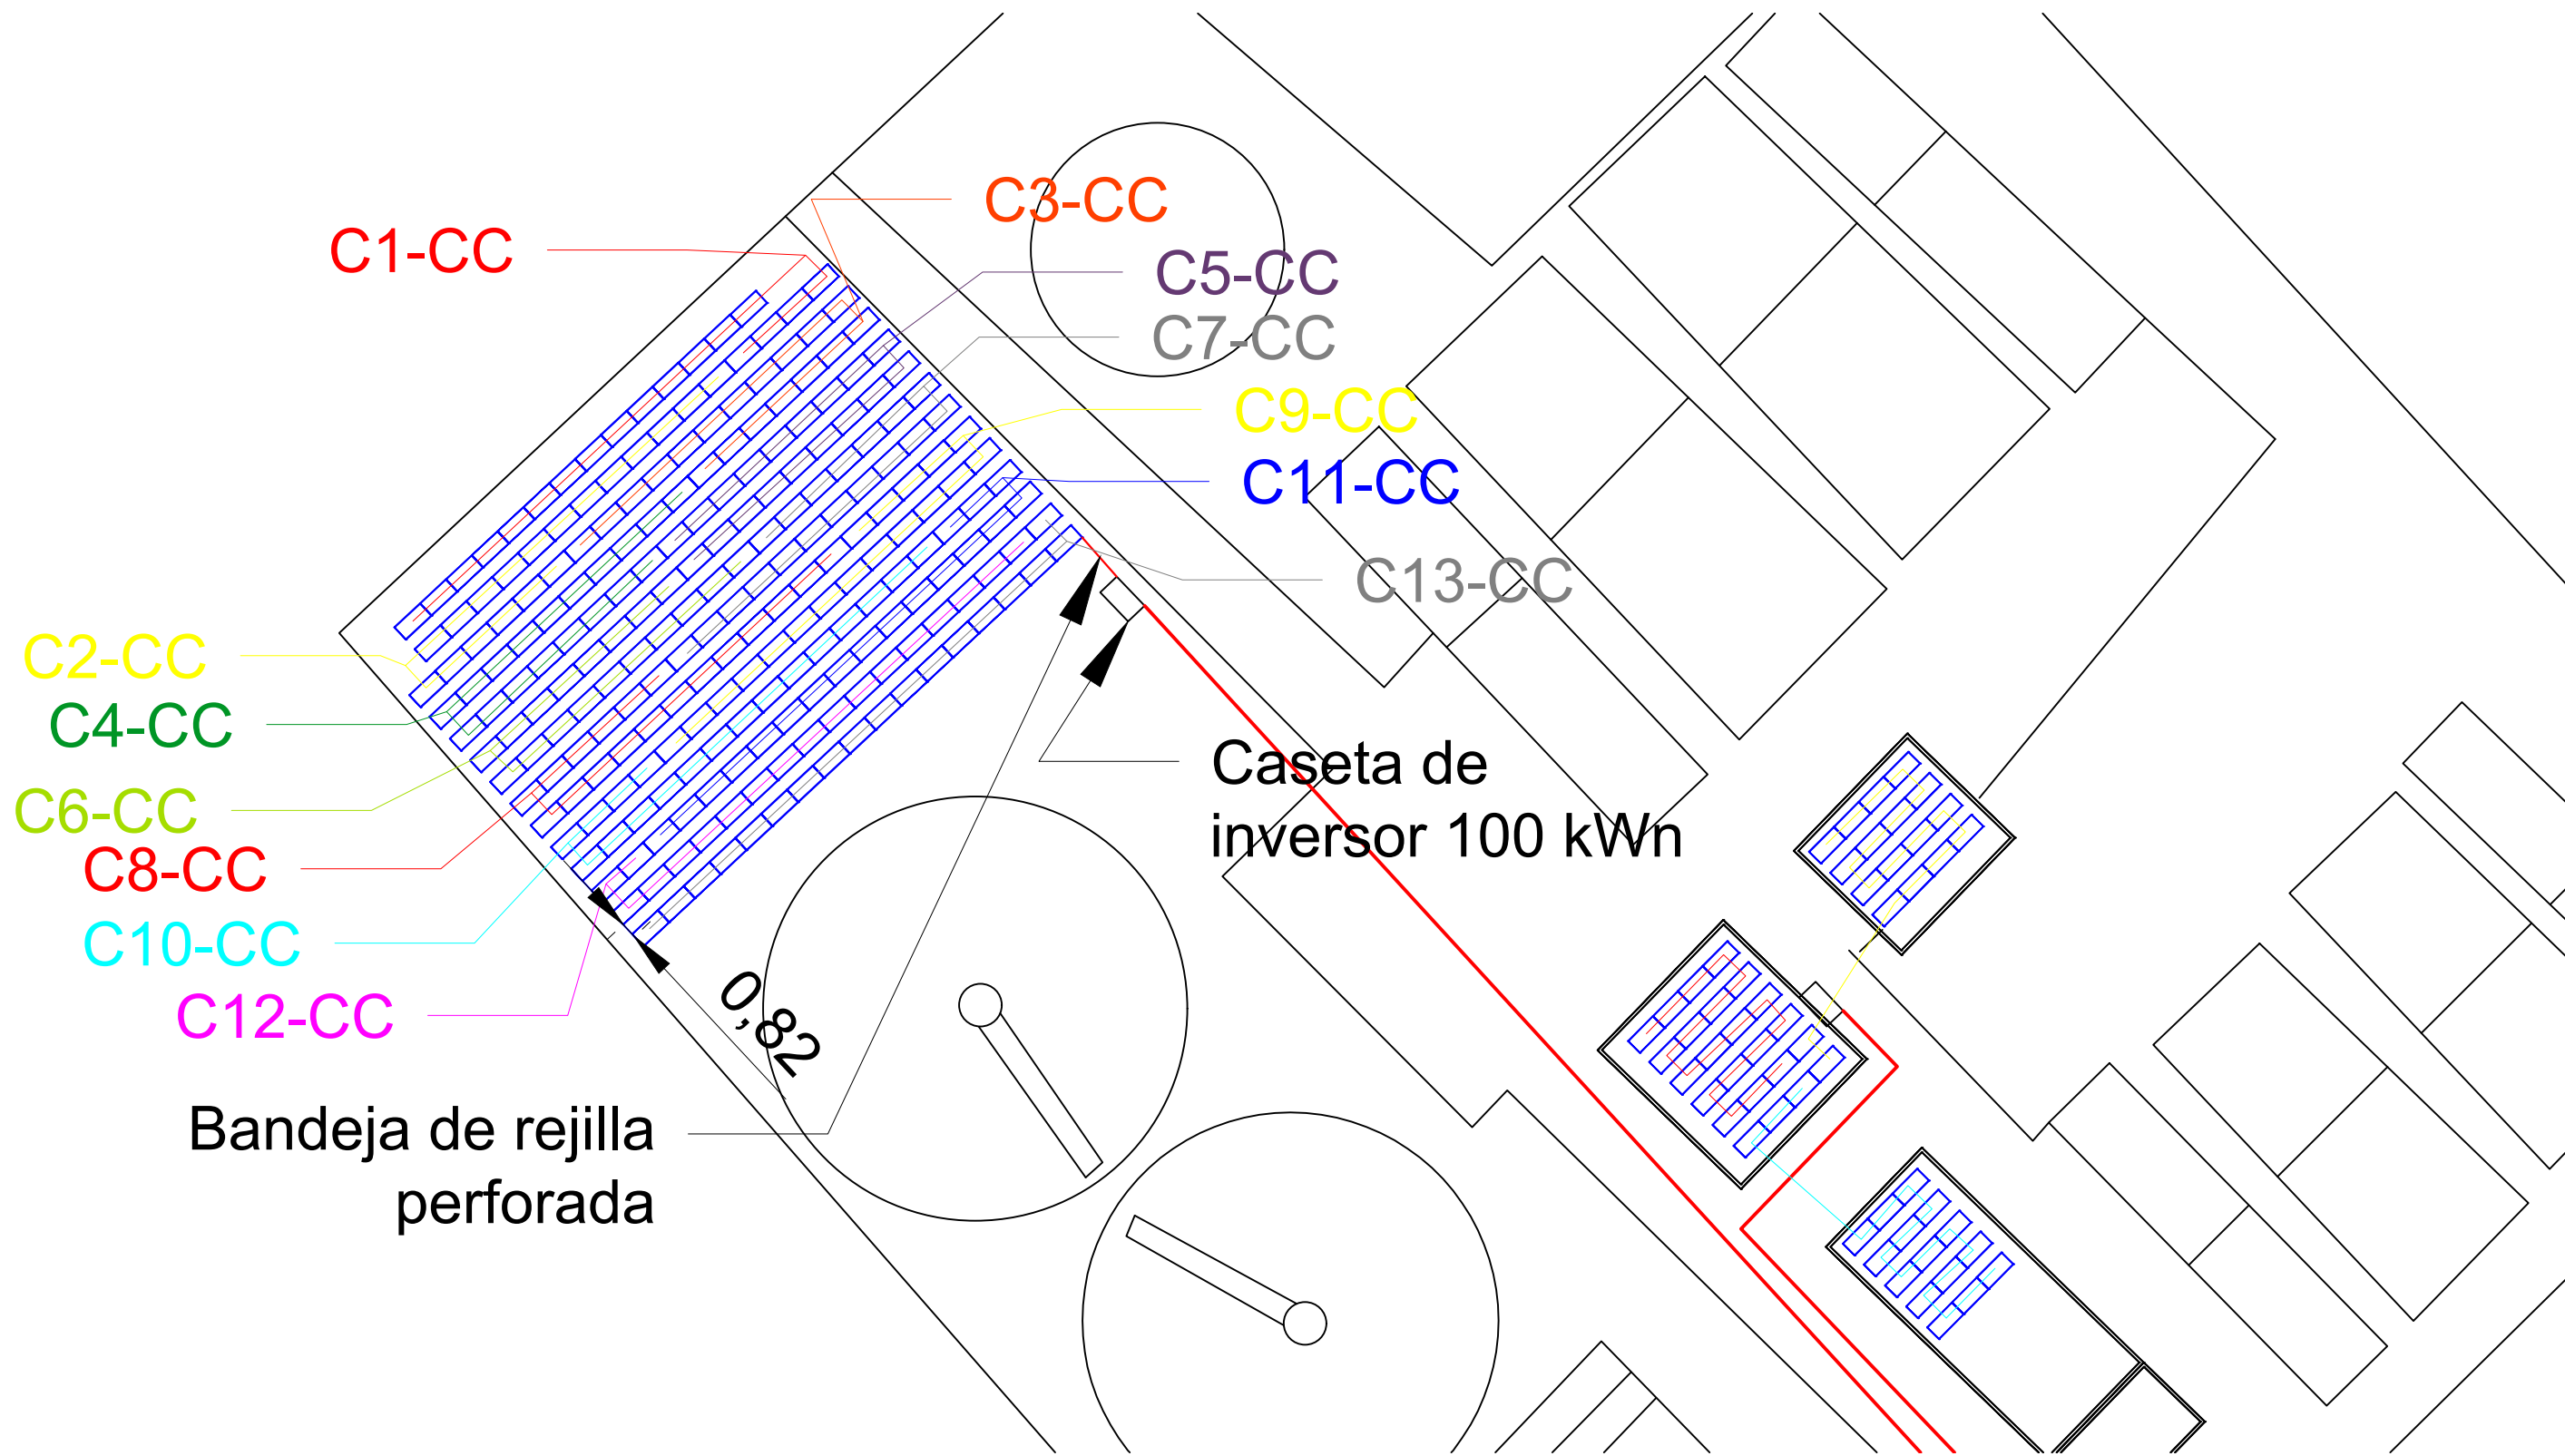 C3-CC
C1-CC
C5-CC
C7-CC
C9-CC
C11-CC
C13-CC
C2-CC
C4-CC
C6-CC
C8-CC
C10-CC
C12-CC
Caseta de
inversor 100 kWn
0,82
Bandeja de rejilla
perforada